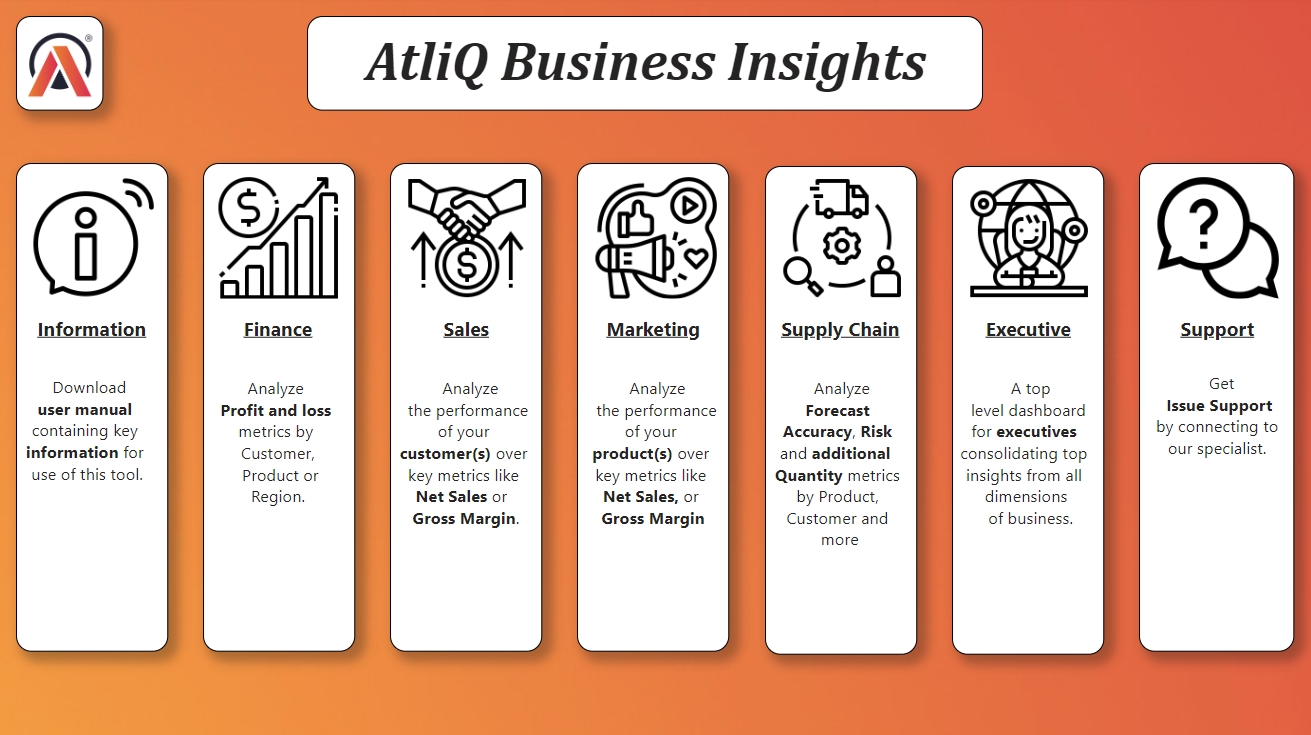 ®
AtliQ Business Insights
Information
Download
user manual
containing key
information for
use of this tool.
Finance
Analyze
Profit and loss
metrics by
Customer,
Product or
Region.
Sales
Analyze
the performance
of your
customer(s) over
key metrics like
Net Sales or
Gross Margin.
Marketing
Analyze
the performance
of your
product(s) over
key metrics like
Net Sales, or
Gross Margin
Supply Chain
Analyze
Forecast
Accuracy, Risk
and additional
Quantity metrics
by Product,
Customer and
more
Executive
A top
level dashboard
for executives
consolidating top
insights from all
dimensions
of business.
Support
Get
Issue Support
by connecting to
our specialist.